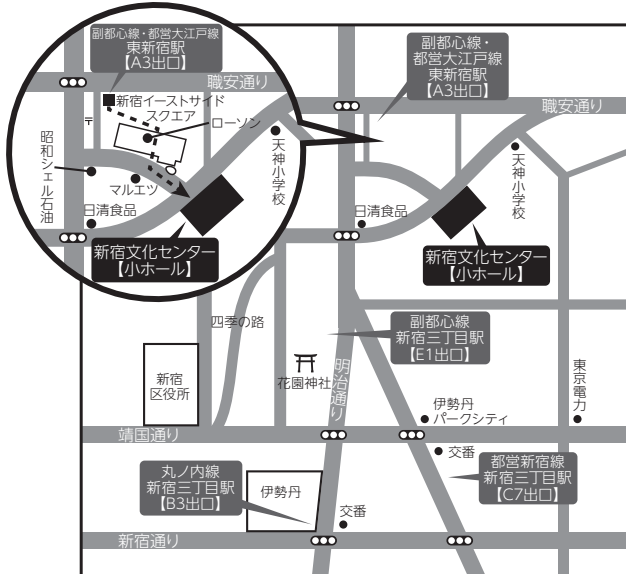 副都心線・都営大江戸線
東新宿駅
【A3出口】
職安通り
新宿イーストサイド
スクエア
〒
ローソン
昭和シェル石油
マルエツ
天神小学校
日清食品
新宿文化センター
【小ホール】
副都心線・
都営大江戸線
東新宿駅
【A3出口】
職安通り
天神小学校
日清食品
新宿文化センター
【小ホール】
四季の路
副都心線
新宿三丁目駅
【E1出口】
新宿
区役所
花園神社
明治通り
伊勢丹
パークシティ
東京電力
靖国通り
交番
丸ノ内線
新宿三丁目駅
【B3出口】
伊勢丹
都営新宿線
新宿三丁目駅
【C7出口】
交番
新宿通り